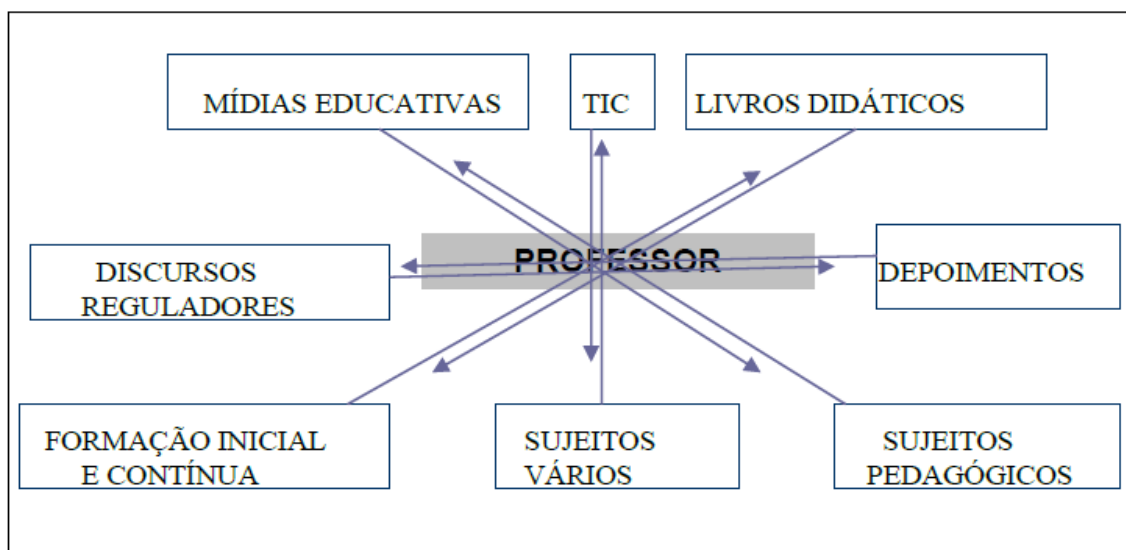 MÍDIAS EDUCATIVAS
TIC
LIVROS DIDÁTICOS
DISCURSOS
REGULADORES
PROFESSOR
DEPOIMENTOS
FORMAÇÃO INICIAL
E CONTÍNUA
SUJEITOS
VÁRIOS
SUJEITOS
PEDAGÓGICOS